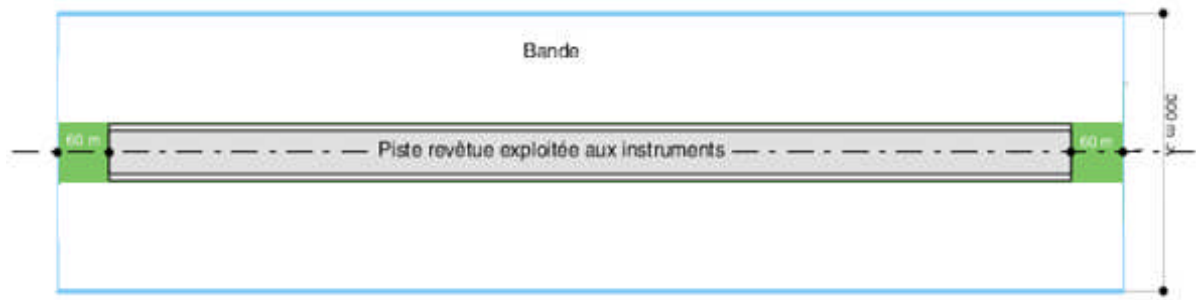 Bande
60 m
Piste revêtue exploitée aux instruments
60 m
300 m